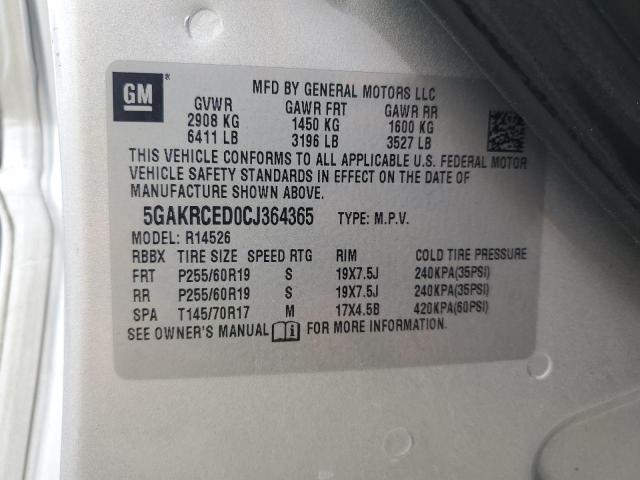 GM ®
MFD BY GENERAL MOTORS LLC
GVWR GAWR FRT GAWR RR
2908 KG 1450 KG 1600 KG
6411 LB 3196 LB 3527 LB
THIS VEHICLE CONFORMS TO ALL APPLICABLE U.S. FEDERAL MOTOR
VEHICLE SAFETY STANDARDS IN EFFECT ON THE DATE OF
MANUFACTURE SHOWN ABOVE.
5GAKRCED0CJ364365 TYPE: M.P.V.
MODEL: R14526
RBBX TIRE SIZE SPEED RTG RIM COLD TIRE PRESSURE
FRT P255/60R19 S 19X7.5J 240KPA(35PSI)
RR P255/60R19 S 19X7.5J 240KPA(35PSI)
SPA T145/70R17 M 17X4.5B 420KPA(60PSI)
SEE OWNER'S MANUAL FOR MORE INFORMATION.